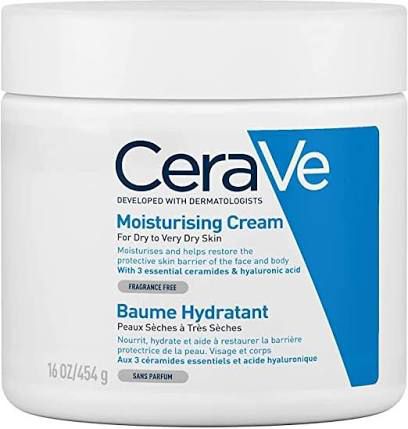 CeraVe
DEVELOPED WITH DERMATOLOGISTS
Moisturising Cream
For Dry to Very Dry Skin
Moisturises and helps restore the
protective skin barrier of the face and body
With 3 essential ceramides & hyaluronic acid
FRAGRANCE FREE
Baume Hydratant
Peaux Sèches à Très Sèches
Nourrit, hydrate et aide à restaurer la barrière
protectrice de la peau. Visage et corps
Aux 3 céramides essentiels et acide hyaluronique
16 OZ/454 g
SANS PARFUM